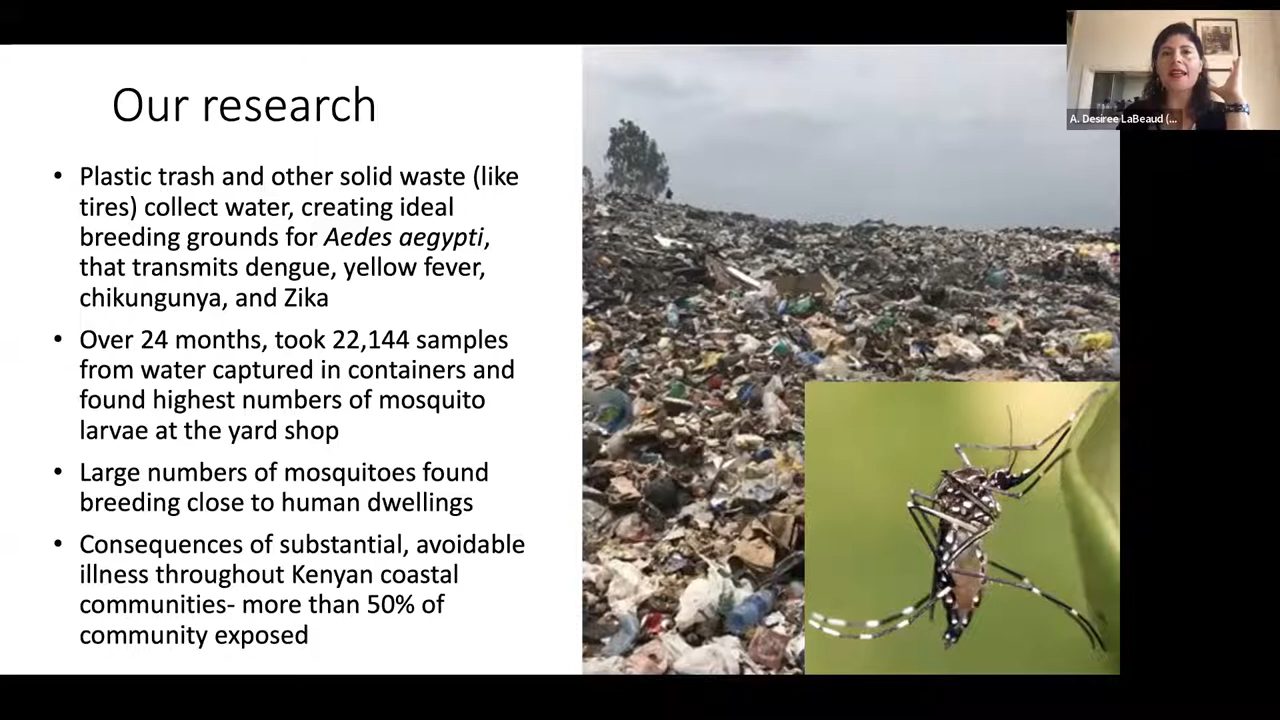 A. Desiree LaBeaud (...
Our research
• Plastic trash and other solid waste (like
tires) collect water, creating ideal
breeding grounds for Aedes aegypti,
that transmits dengue, yellow fever,
chikungunya, and Zika
• Over 24 months, took 22,144 samples
from water captured in containers and
found highest numbers of mosquito
larvae at the yard shop
• Large numbers of mosquitoes found
breeding close to human dwellings
• Consequences of substantial, avoidable
illness throughout Kenyan coastal
communities- more than 50% of
community exposed